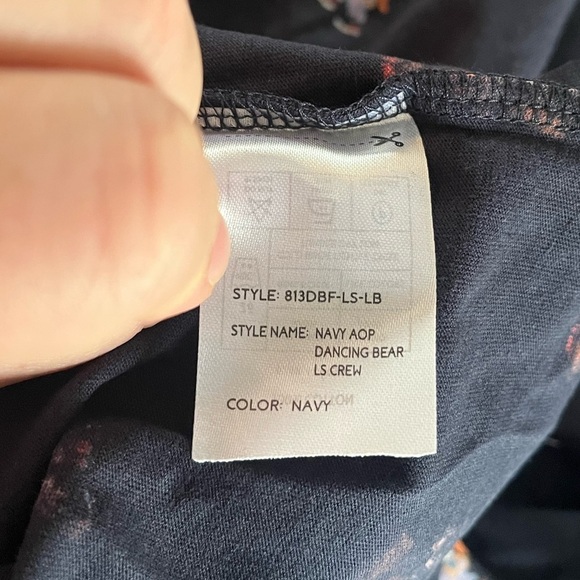 STYLE: 813DBF-LS-LB
STYLE NAME: NAVY AOP
DANCING BEAR
LS CREW
COLOR: NAVY